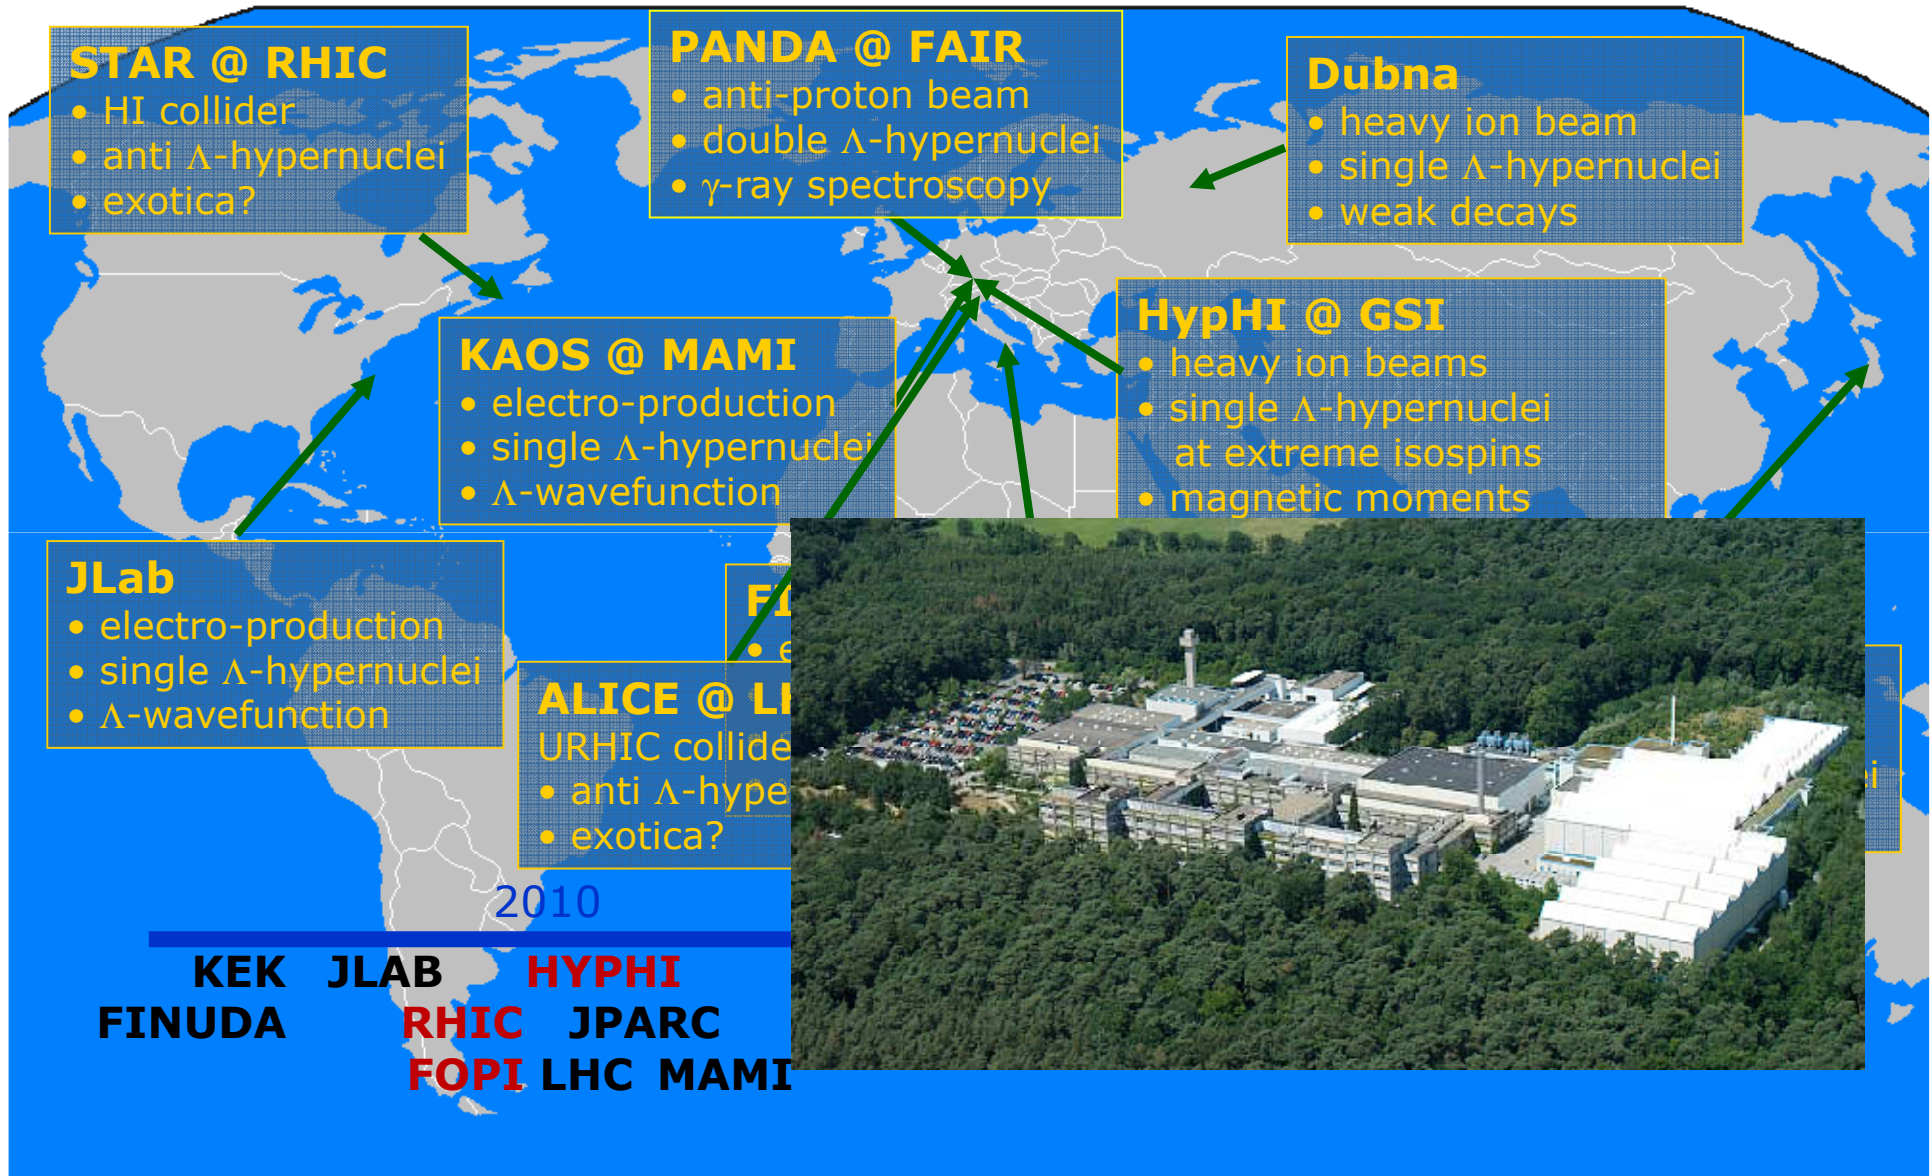 STAR @ RHIC
• HI collider
• anti Λ-hypernuclei
• exotica?
PANDA @ FAIR
• anti-proton beam
• double Λ-hypernuclei
• γ-ray spectroscopy
Dubna
• heavy ion beam
• single Λ-hypernuclei
• weak decays
KAOS @ MAMI
• electro-production
• single Λ-hypernuclei
• Λ-wavefunction
HypHI @ GSI
• heavy ion beams
• single Λ-hypernuclei
at extreme isospins
• magnetic moments
JLab
• electro-production
• single Λ-hypernuclei
• Λ-wavefunction
ALICE @
URHIC
• anti
• exotica?
2010
KEK JLAB HYPHI
FINUDA RHIC JPARC
FOPI LHC MAMI